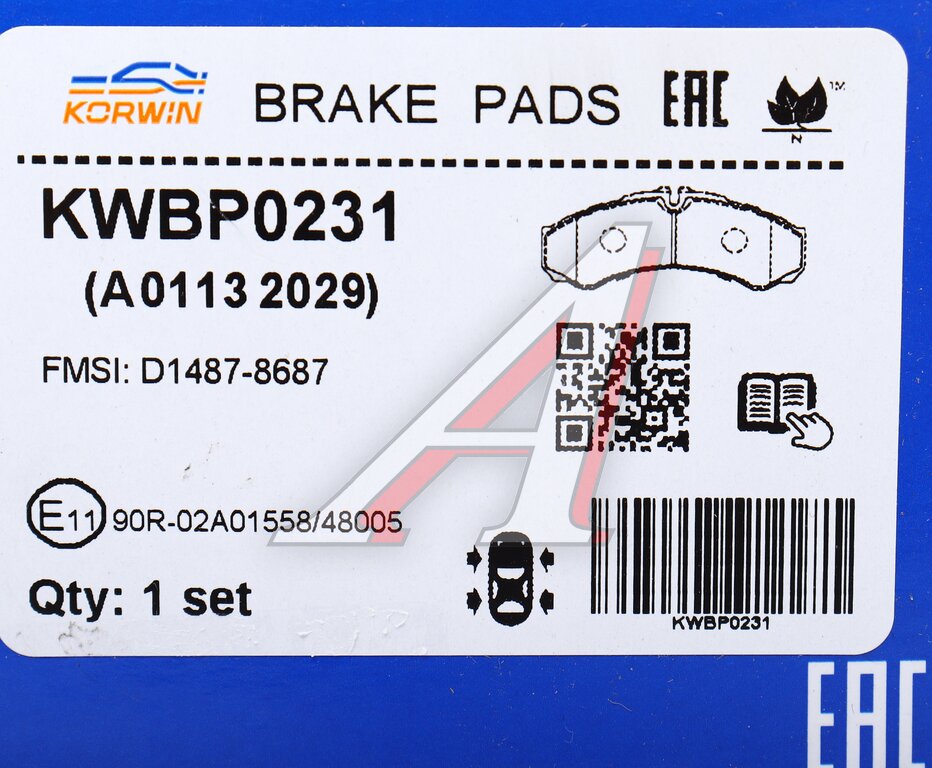 KORWIN BRAKE PADS EAC TM
N
KWBP0231
(A 0113 2029)
FMSI: D1487-8687
E11 90R-02A01558/48005
Qty: 1 set
KWBP0231
EAC